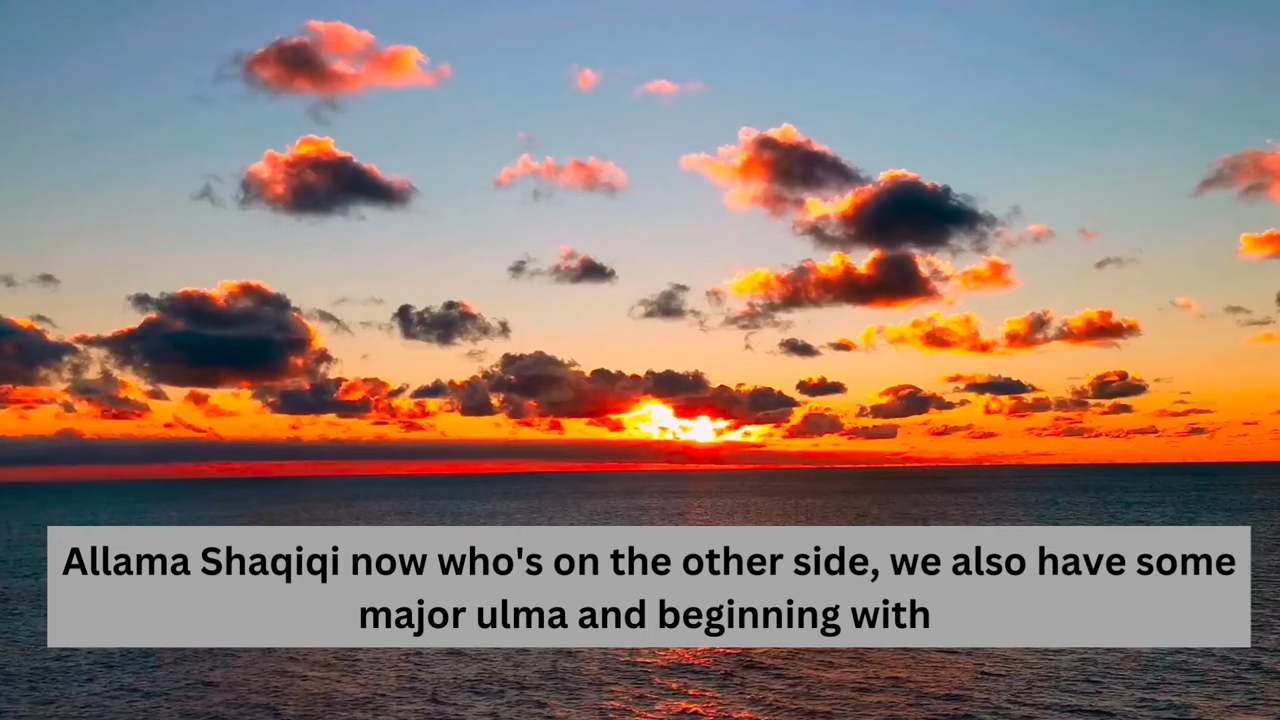 Allama Shaqiqi now who's on the other side, we also have some
major ulma and beginning with